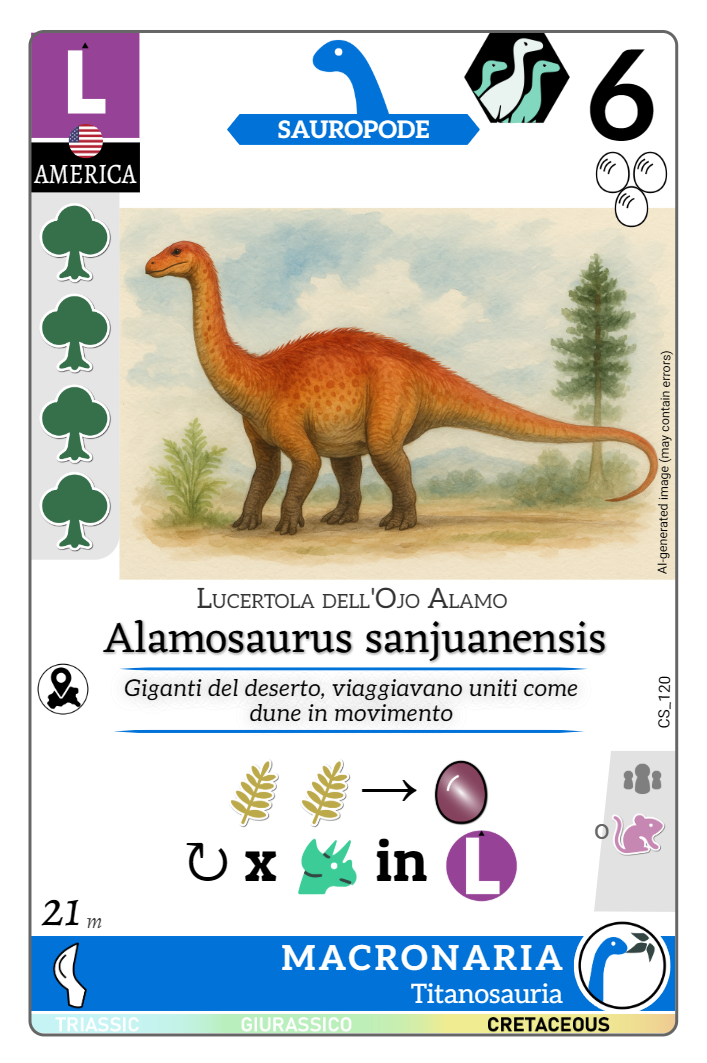 L
AMERICA
SAUROPODE
6
AI-generated image (may contain errors)
Lucertola dell'Ojo Alamo
Alamosaurus sanjuanensis
Giganti del deserto, viaggiavano uniti come
dune in movimento
CS_120
→
↻ x in L
o
21 m
MACRONARIA
Titanosauria
TRIASSIC GIURASSICO CRETACEOUS